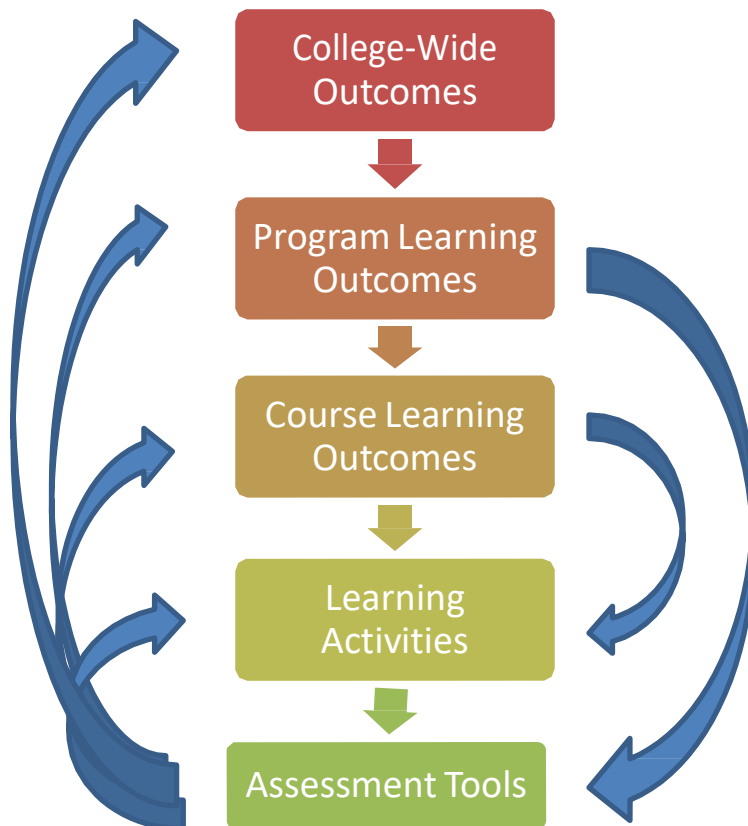 College-Wide
Outcomes
Program Learning
Outcomes
Course Learning
Outcomes
Learning
Activities
Assessment Tools